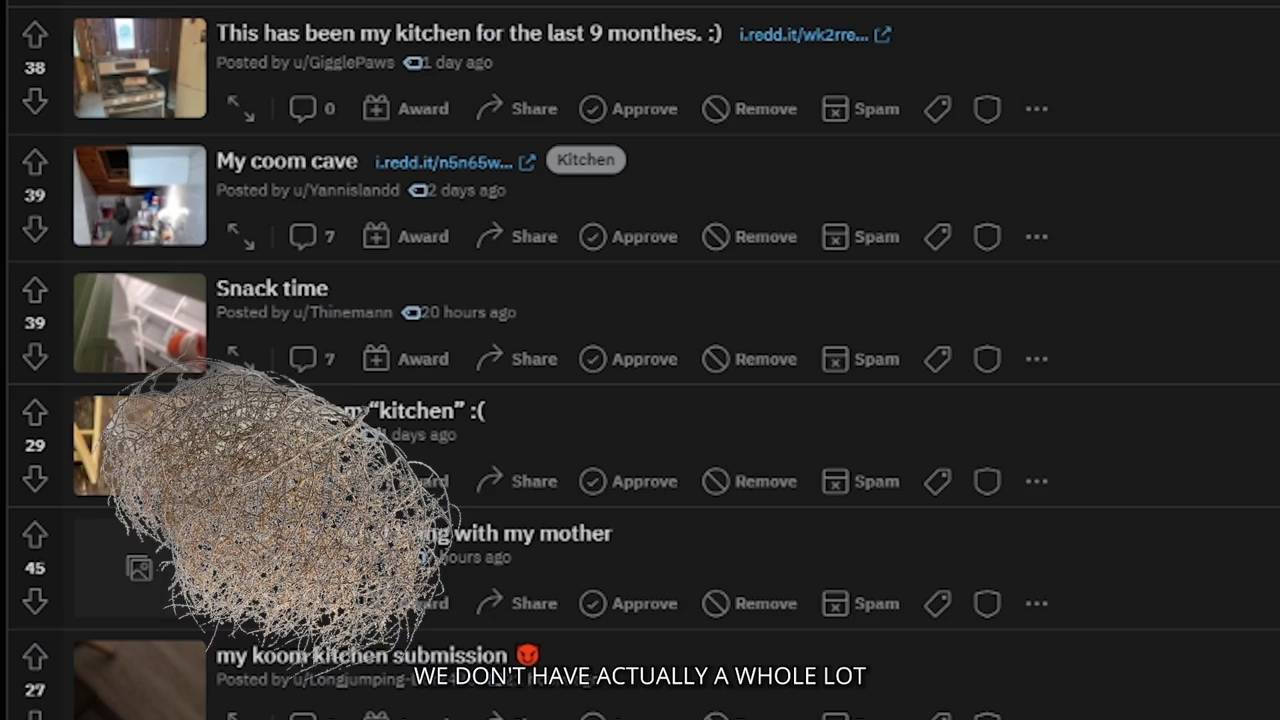 This has been my kitchen for the last 9 monthes. :) i.redd.it/wk2rre...
Posted by u/GigglePaws 1 day ago
38
0 Award Share Approve Remove Spam
My coom cave i.redd.it/n5n65w... Kitchen
Posted by u/Yannislandd 2 days ago
39
7 Award Share Approve Remove Spam
Snack time
Posted by u/Thinemann 20 hours ago
39
7 Award Share Approve Remove Spam
“kitchen” :(
days ago
29
Share Approve Remove Spam
with my mother
hours ago
45
Share Approve Remove Spam
my koom kitchen submission
Posted by
27
WE DON'T HAVE ACTUALLY A WHOLE LOT